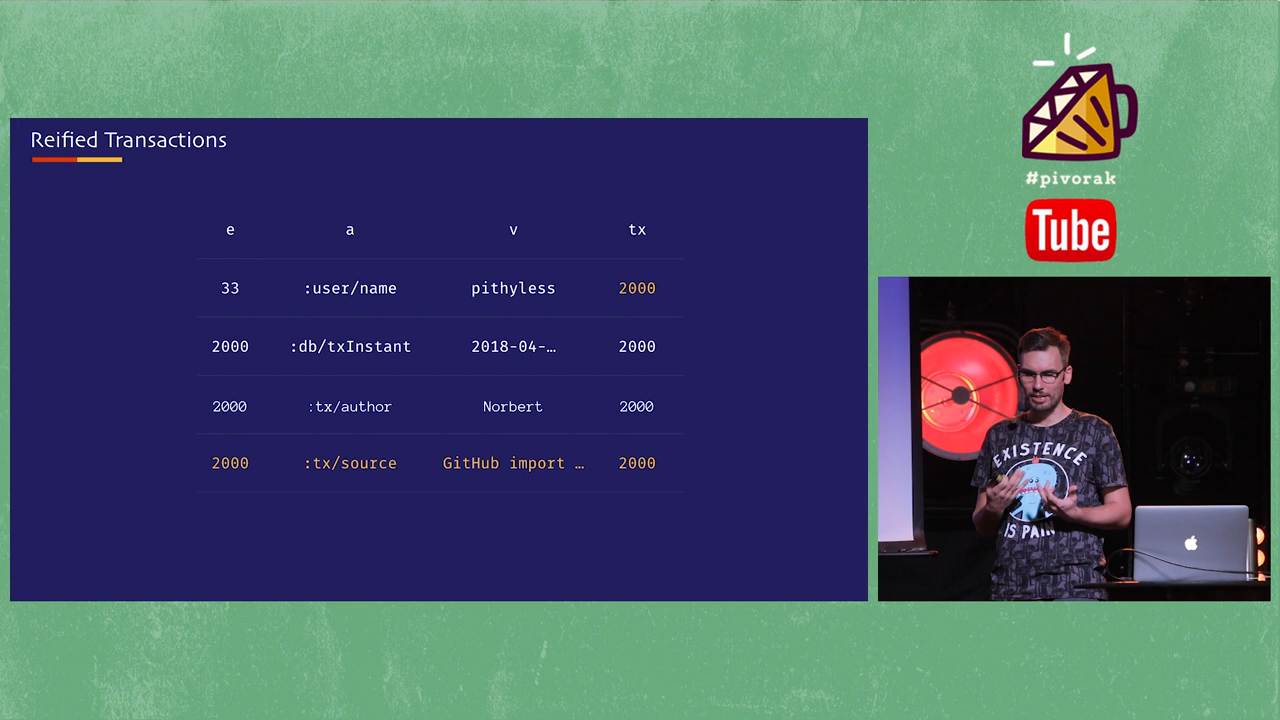 Reified Transactions
e a v tx
33 :user/name pithyless 2000
2000 :db/txInstant 2018-04-…
2000
2000 :tx/author Norbert 2000
2000 :tx/source GitHub import … 2000
#pivorak
Tube
EXISTENCE
IS PAIN